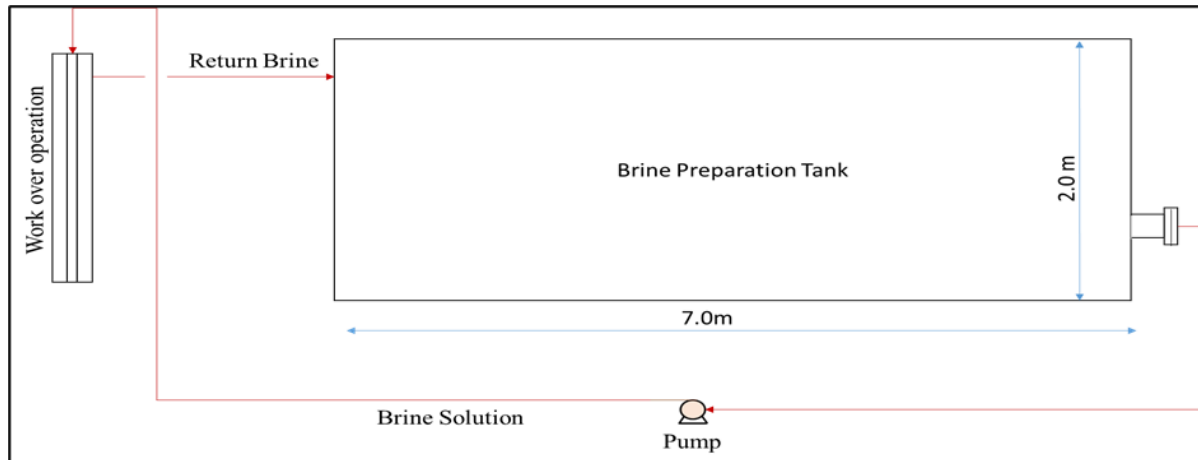 Return Brine
Work over operation
Brine Preparation Tank
2.0 m
7.0m
Brine Solution
Pump